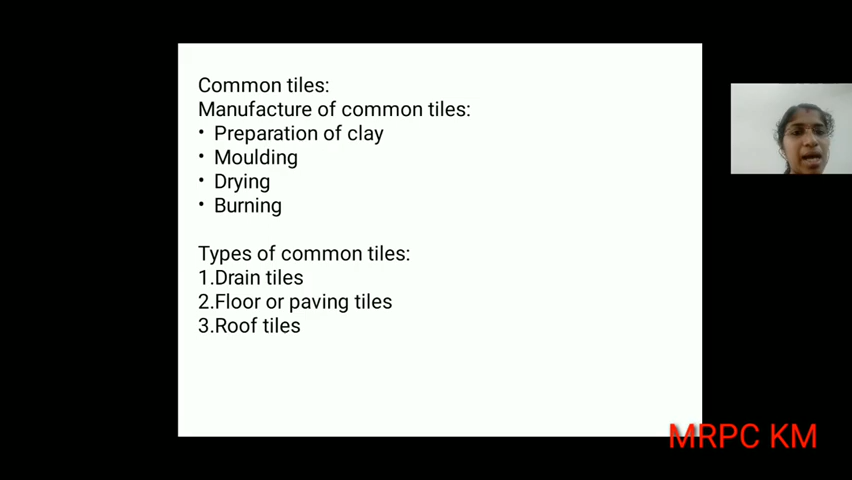 Common tiles:
Manufacture of common tiles:
• Preparation of clay
• Moulding
• Drying
• Burning
Types of common tiles:
1.Drain tiles
2.Floor or paving tiles
3.Roof tiles
MRPC KM